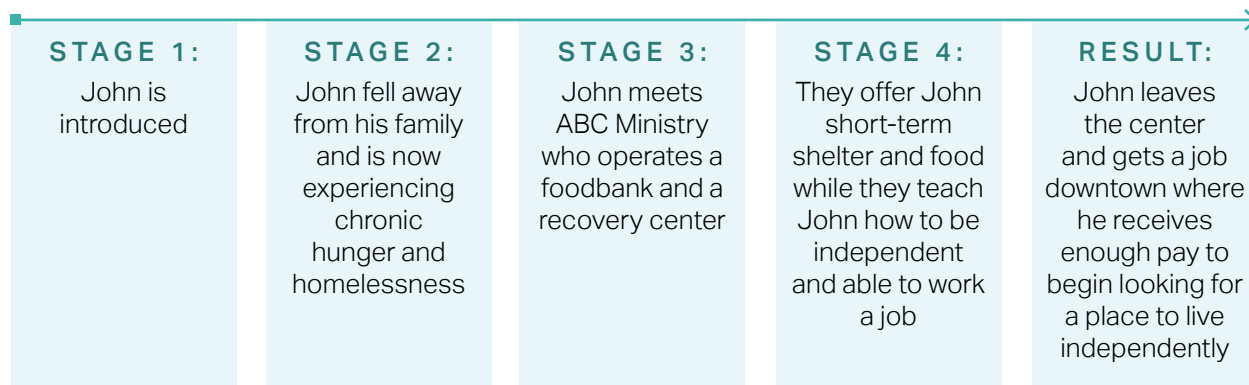 STAGE 1:
John is
introduced
STAGE 2:
John fell away
from his family
and is now
experiencing
chronic
hunger and
homelessness
STAGE 3:
John meets
ABC Ministry
who operates a
foodbank and a
recovery center
STAGE 4:
They offer John
short-term
shelter and food
while they teach
John how to be
independent
and able to work
a job
RESULT:
John leaves
the center
and gets a job
downtown where
he receives
enough pay to
begin looking for
a place to live
independently